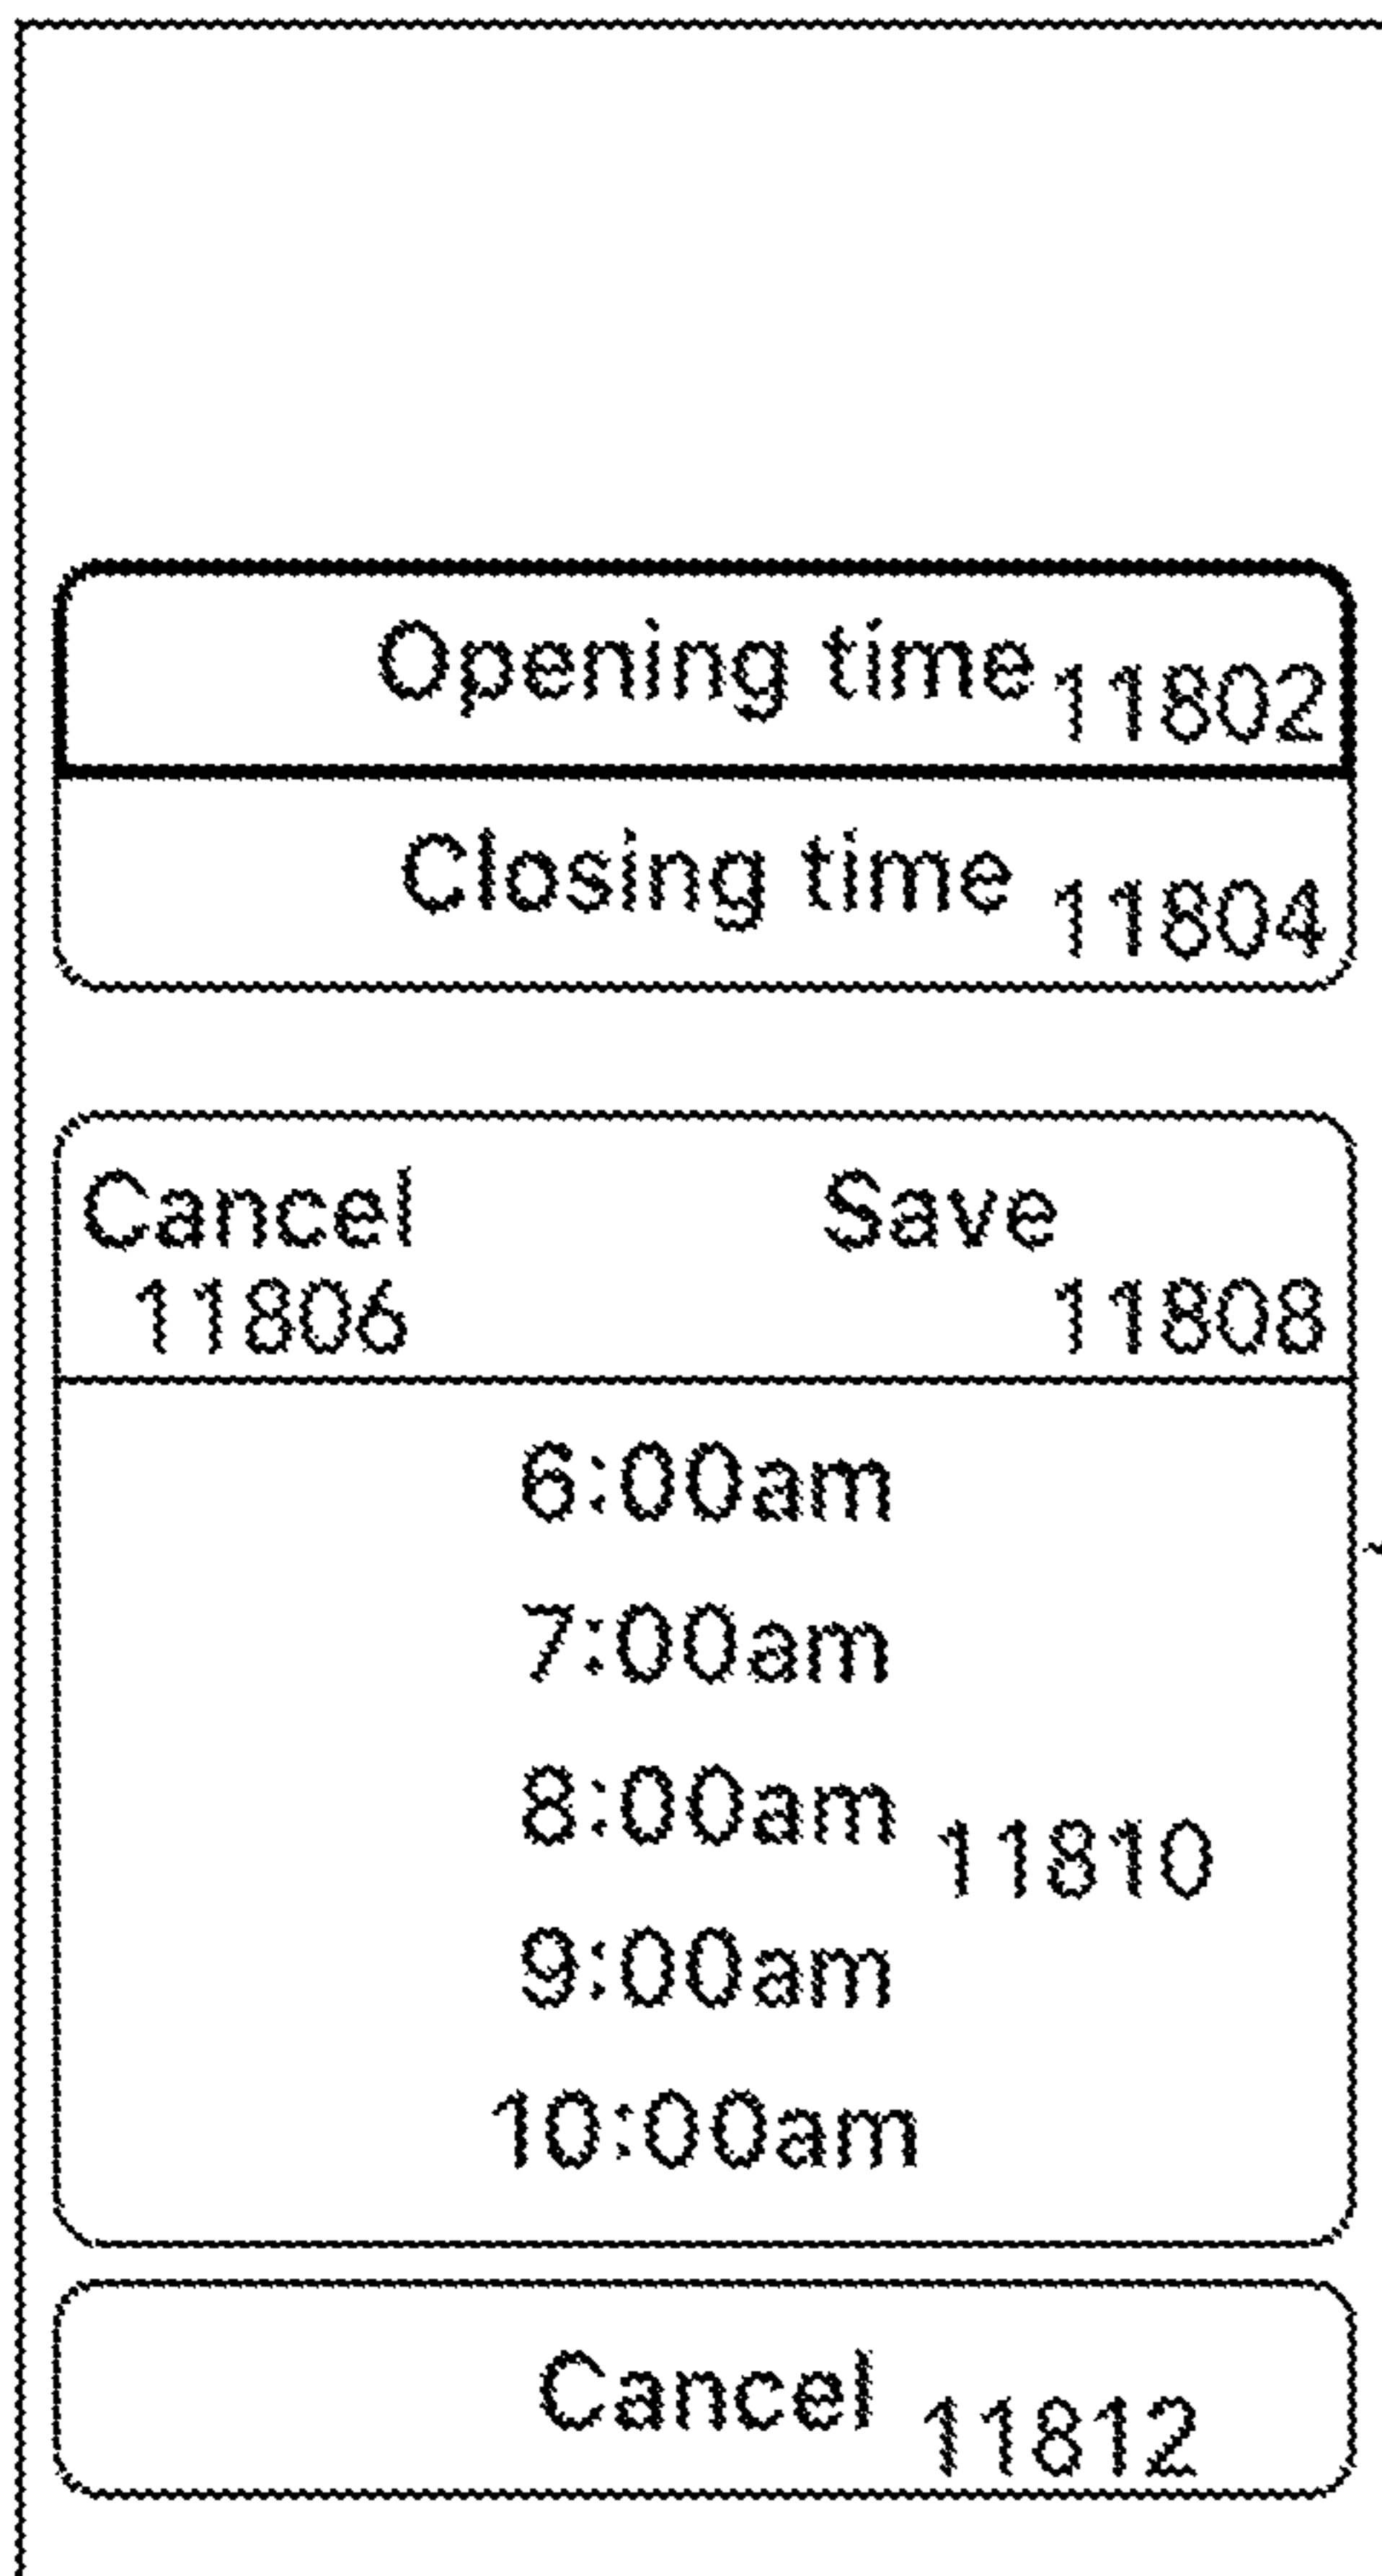 Opening time 11802
Closing time 11804
Cancel Save
11806 11808
6:00am
7:00am
8:00am 11810
9:00am
10:00am
Cancel 11812